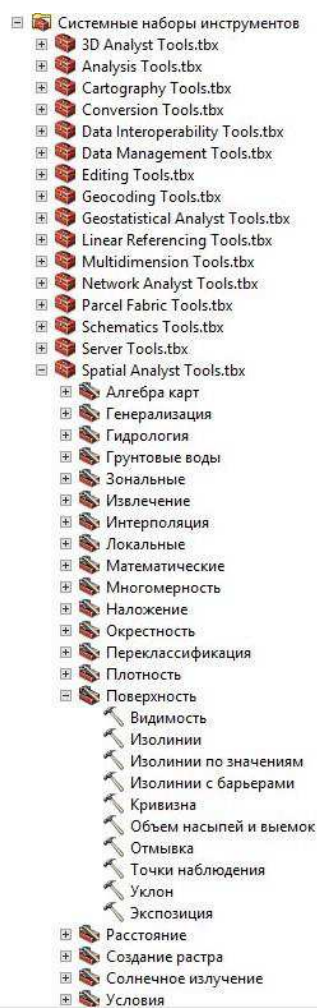 Системные наборы инструментов
3D Analyst Tools.tbx
Analysis Tools.tbx
Cartography Tools.tbx
Conversion Tools.tbx
Data Interoperability Tools.tbx
Data Management Tools.tbx
Editing Tools.tbx
Geocoding Tools.tbx
Geostatistical Analyst Tools.tbx
Linear Referencing Tools.tbx
Multidimension Tools.tbx
Network Analyst Tools.tbx
Parcel Fabric Tools.tbx
Schematics Tools.tbx
Server Tools.tbx
Spatial Analyst Tools.tbx
Алгебра карт
Генерализация
Гидрология
Грунтовые воды
Зональные
Извлечение
Интерполяция
Локальные
Математические
Многомерность
Наложение
Окрестность
Переклассификация
Плотность
Поверхность
Видимость
Изолинии
Изолинии по значениям
Изолинии с барьерами
Кривизна
Объем насыпей и выемок
Отмывка
Точки наблюдения
Уклон
Экспозиция
Расстояние
Создание растра
Солнечное излучение
Условия